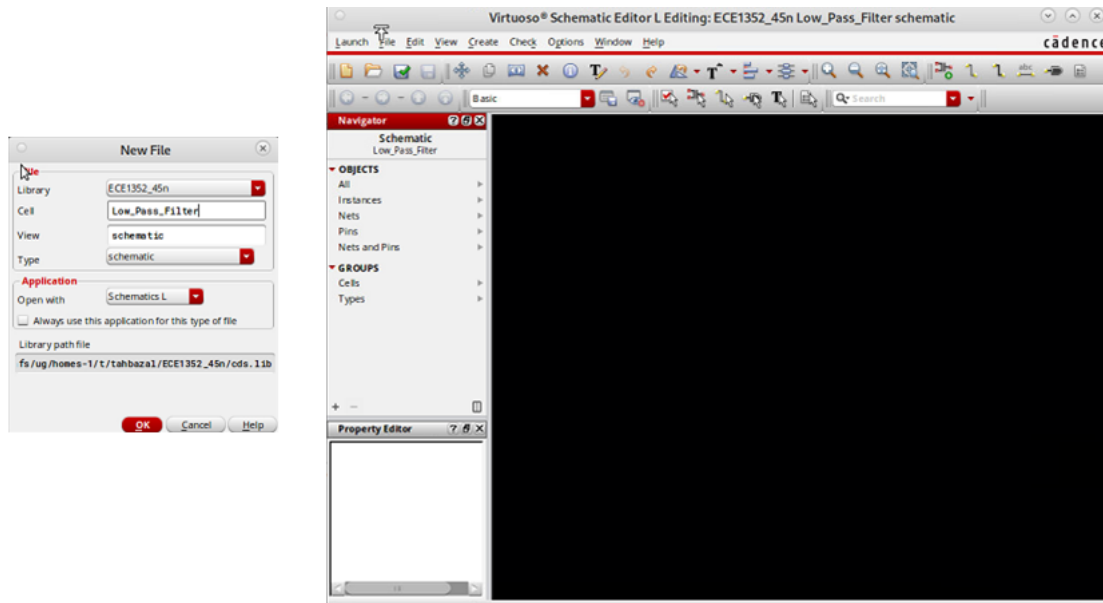 New File
File
Library ECE1352_45n
Cell Low_Pass_Filter
View schematic
Type schematic
Application
Open with Schematics L
Always use this application for this type of file
Library path file
fs/ug/homes-1/t/tahbazal/ECE1352_45n/cds.lib
OK Cancel Help
Virtuoso® Schematic Editor L Editing: ECE1352_45n Low_Pass_Filter schematic
Launch File Edit View Create Check Options Window Help
cādence
Basic
Search
Navigator
Schematic
Low_Pass_Filter
OBJECTS
All
Instances
Nets
Pins
Nets and Pins
GROUPS
Cells
Types
Property Editor